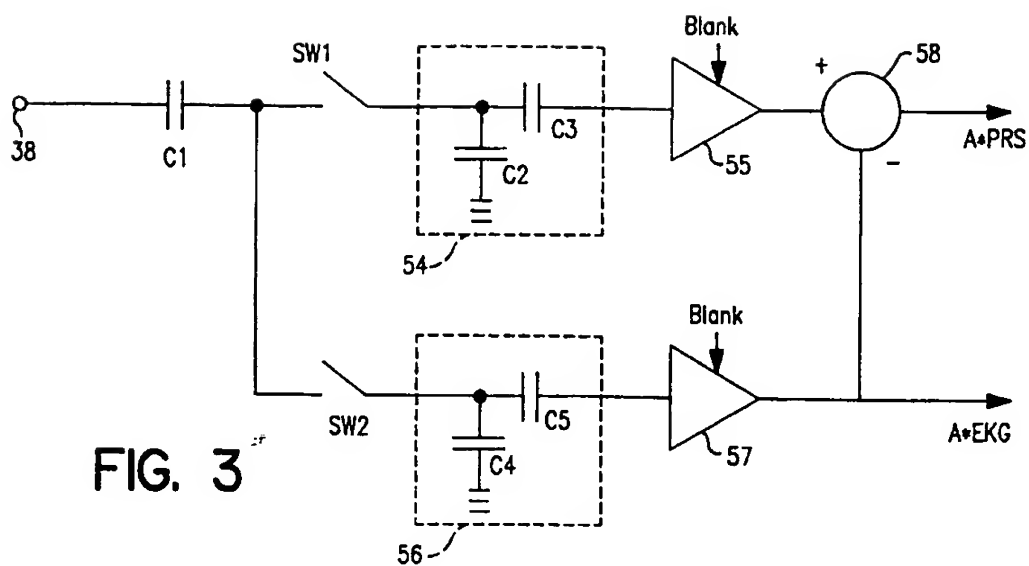 Blank
SW1
+
58
38
C1
C3
C2
55
-
A*PRS
54
Blank
SW2
C5
C4
57
A*EKG
56
FIG. 3